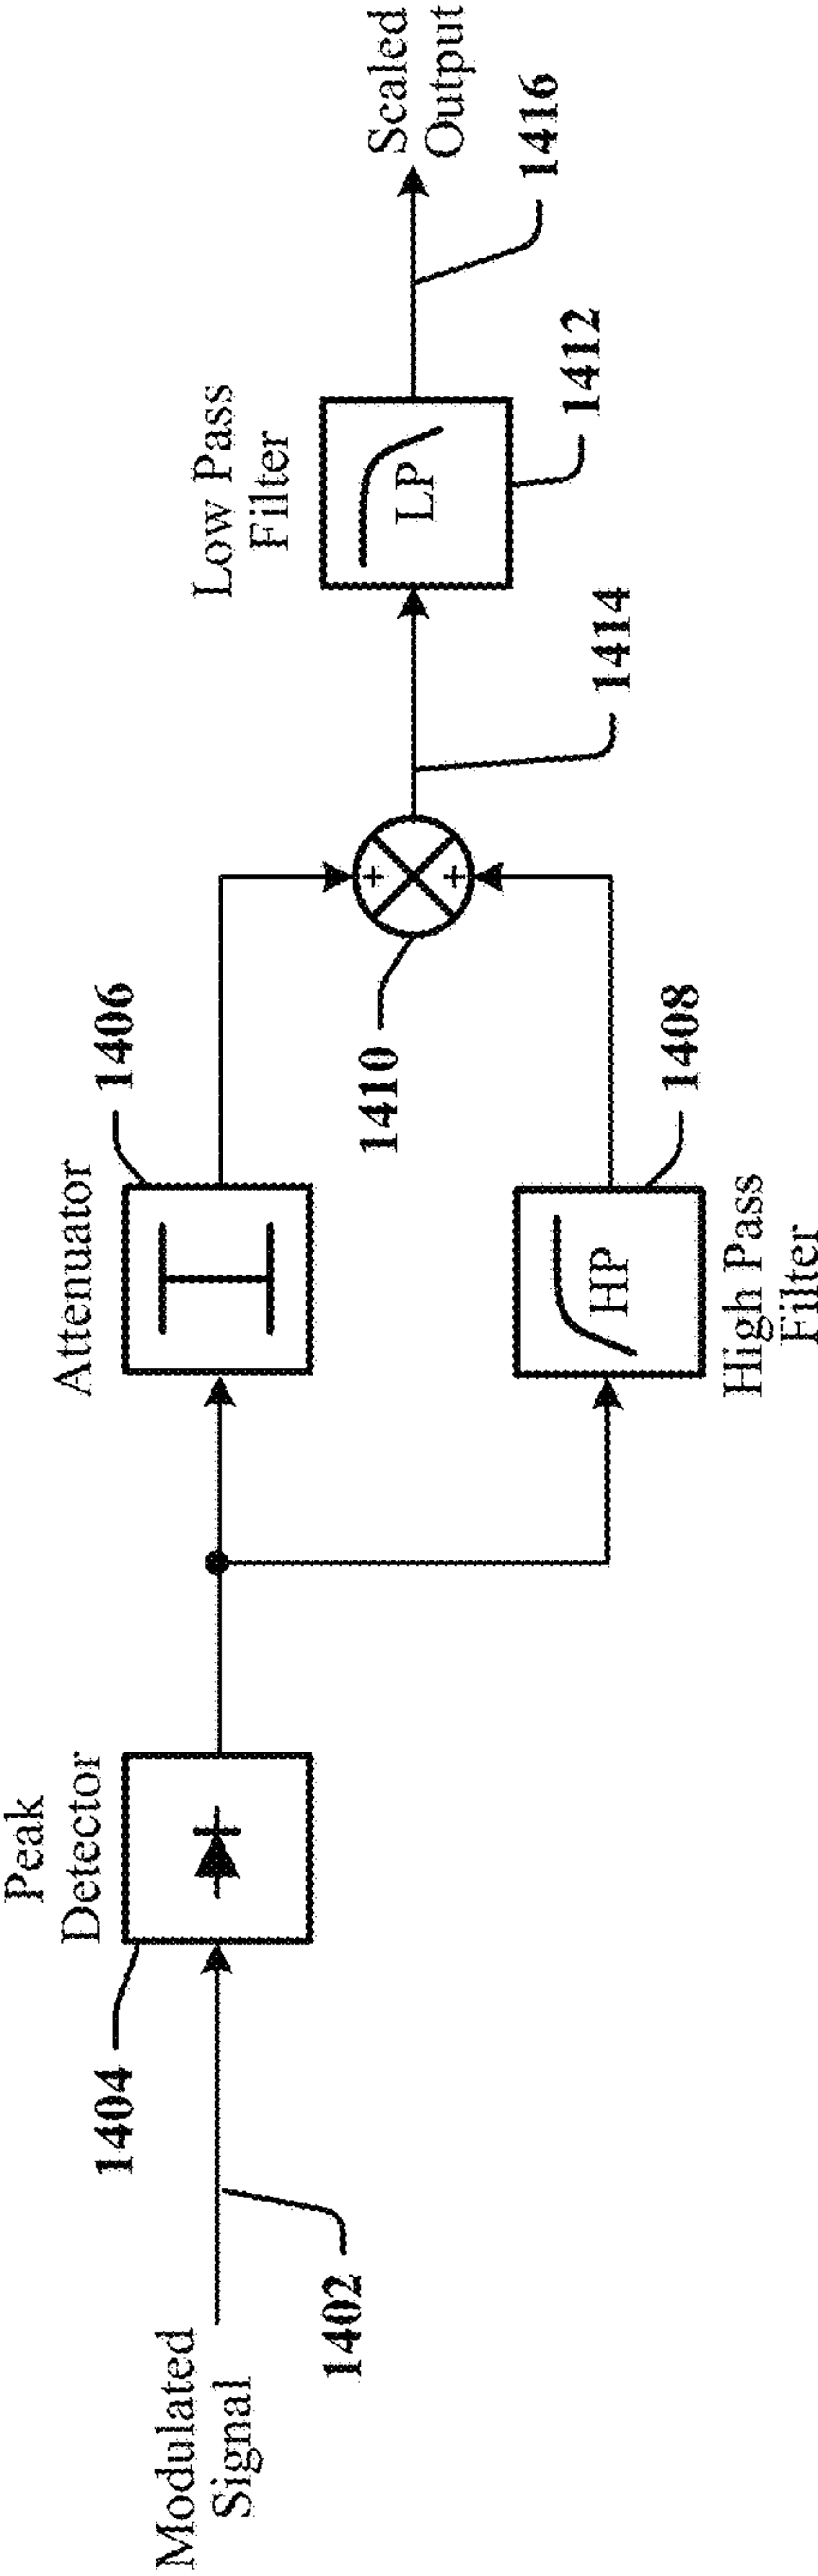 Modulated
Signal
1402
1404
Peak
Detector
Attenuator
1406
HP
High Pass
Filter
1408
1410
+
+
1414
Low Pass
Filter
LP
1412
1416
Scaled
Output